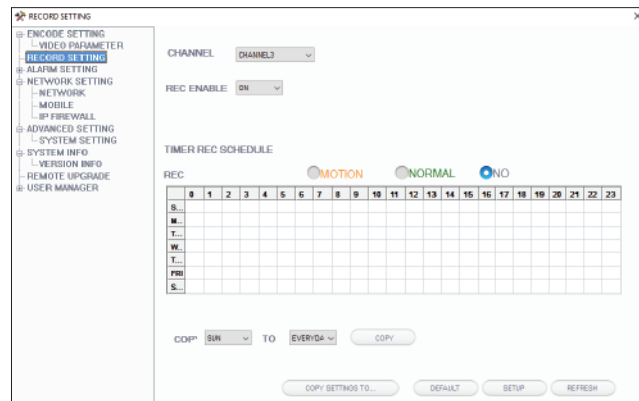 RECORD SETTING
ENCODE SETTING
VIDEO PARAMETER
RECORD SETTING
ALARM SETTING
NETWORK SETTING
NETWORK
MOBILE
IP FIREWALL
ADVANCED SETTING
SYSTEM SETTING
SYSTEM INFO
VERSION INFO
REMOTE UPGRADE
USER MANAGER
CHANNEL CHANNEL3
REC ENABLE ON
TIMER REC SCHEDULE
REC MOTION NORMAL NO
0 1 2 3 4 5 6 7 8 9 10 11 12 13 14 15 16 17 18 19 20 21 22 23
S...
M...
T...
W...
T...
FRI
S...
COPY SUN TO EVERYDA COPY
COPY SETTINGS TO... DEFAULT SETUP REFRESH